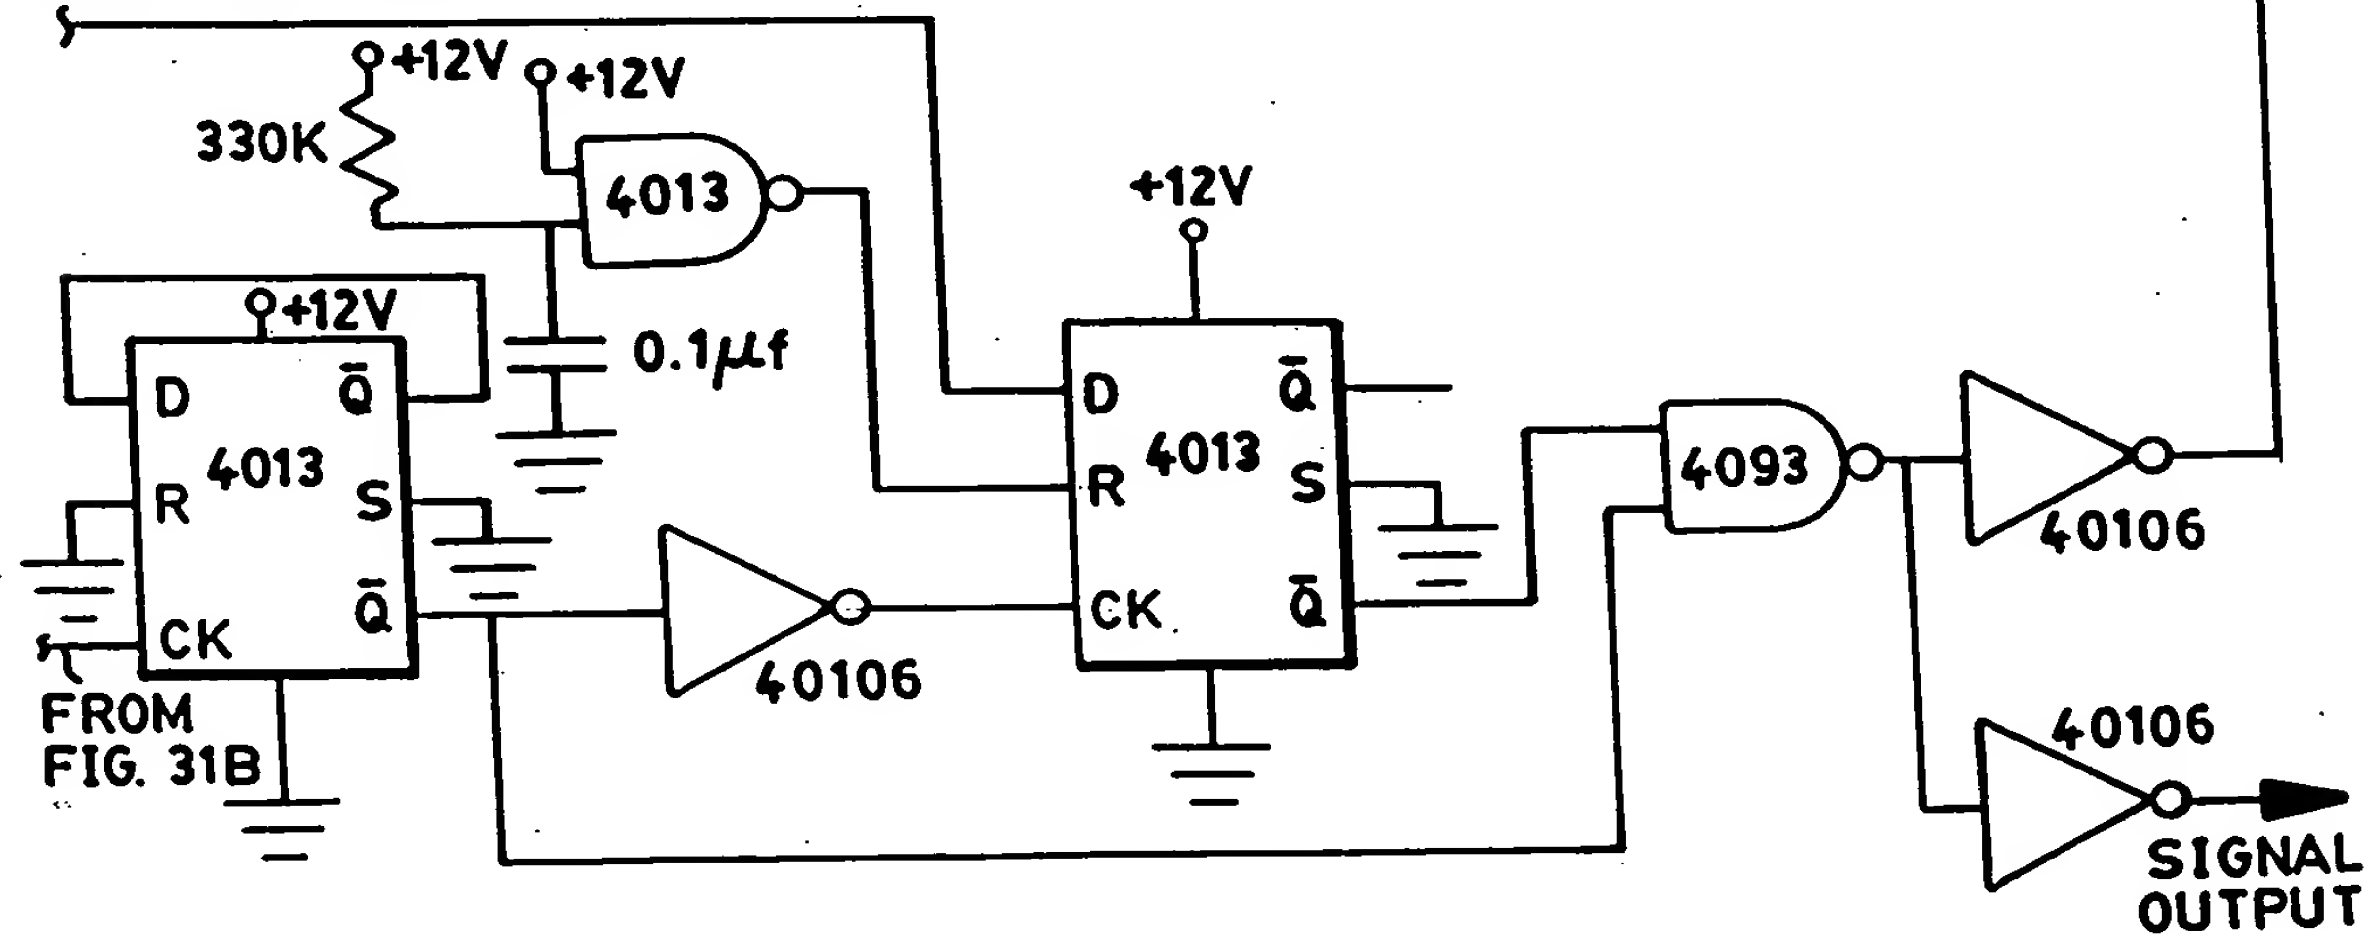 +12V
+12V
330K
4013
+12V
0.1μf
+12V
D
Q̅
4013
R
S
Q̅
CK
FROM
FIG. 31B
40106
D
Q̅
4013
R
S
CK
Q̅
4093
40106
40106
SIGNAL
OUTPUT